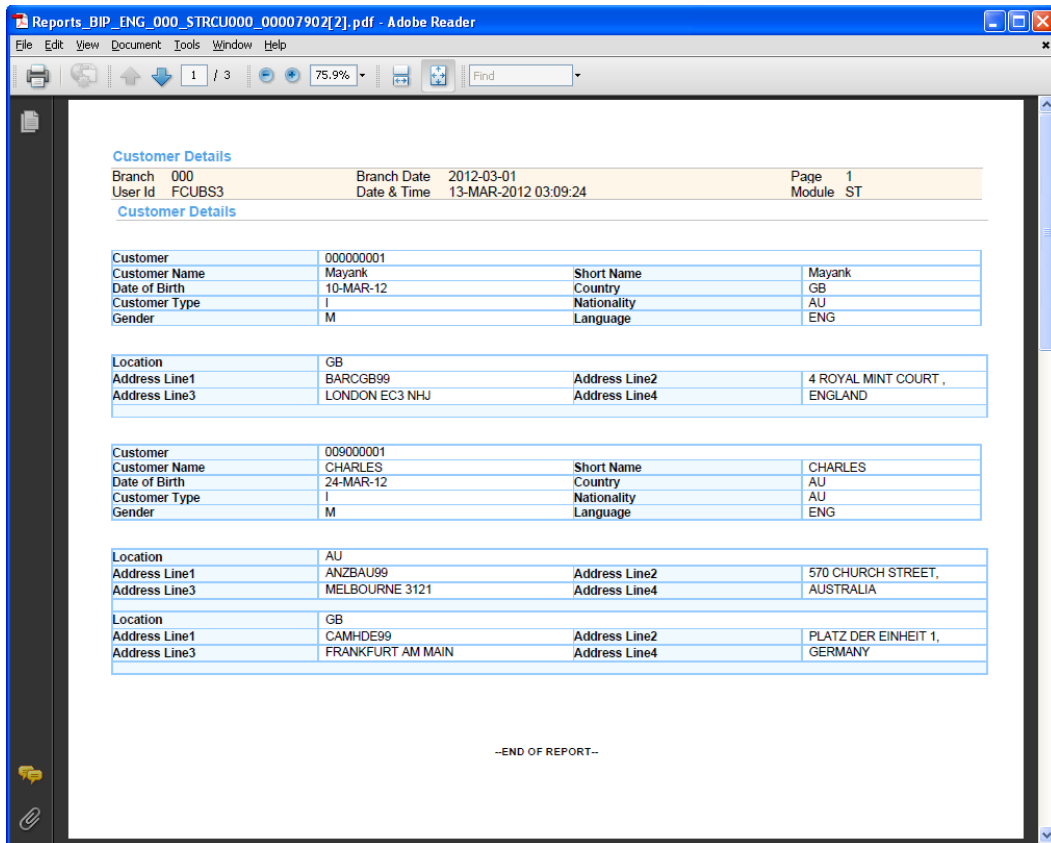 Reports_BIP_ENG_000_STRCU000_00007902[2].pdf - Adobe Reader
File Edit View Document Tools Window Help
1 / 3 75.9% Find
Customer Details
Branch 000 Branch Date 2012-03-01 Page 1
User Id FCUBS3 Date & Time 13-MAR-2012 03:09:24 Module ST
Customer Details
Customer 000000001
Customer Name Mayank Short Name Mayank
Date of Birth 10-MAR-12 Country GB
Customer Type I Nationality AU
Gender M Language ENG
Location GB
Address Line1 BARCGB99 Address Line2 4 ROYAL MINT COURT ,
Address Line3 LONDON EC3 NHJ Address Line4 ENGLAND
Customer 009000001
Customer Name CHARLES Short Name CHARLES
Date of Birth 24-MAR-12 Country AU
Customer Type I Nationality AU
Gender M Language ENG
Location AU
Address Line1 ANZBAU99 Address Line2 570 CHURCH STREET,
Address Line3 MELBOURNE 3121 Address Line4 AUSTRALIA
Location GB
Address Line1 CAMHDE99 Address Line2 PLATZ DER EINHEIT 1,
Address Line3 FRANKFURT AM MAIN Address Line4 GERMANY
--END OF REPORT--